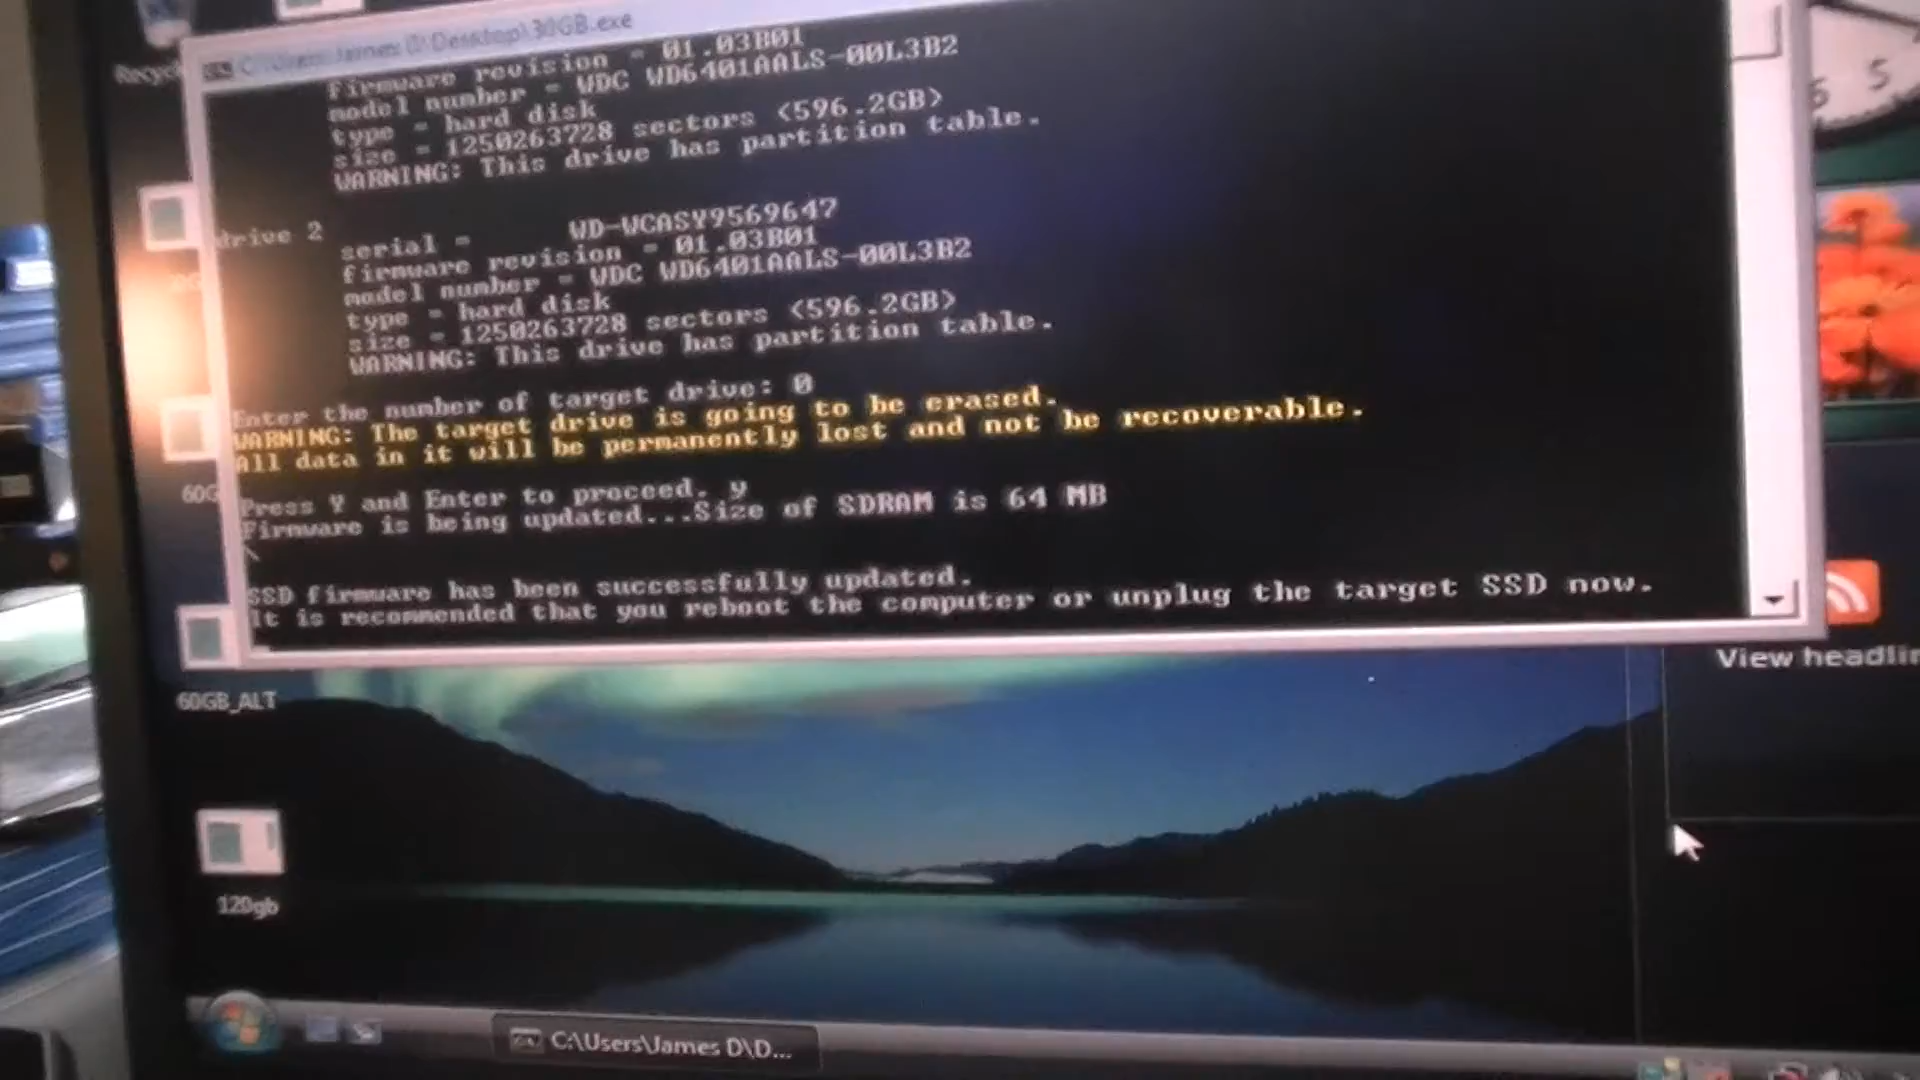 C:\Users\James D\Desktop\30GB.exe
firmware revision = 01.03B01
model number = WDC WD6401AALS-00L3B2
type = hard disk
size = 1250263728 sectors <596.2GB>
WARNING: This drive has partition table.
drive 2
serial = WD-WCASY9569647
firmware revision = 01.03B01
model number = WDC WD6401AALS-00L3B2
type = hard disk
size = 1250263728 sectors <596.2GB>
WARNING: This drive has partition table.
Enter the number of target drive: 0
WARNING: The target drive is going to be erased.
All data in it will be permanently lost and not be recoverable.
Press Y and Enter to proceed. y
Firmware is being updated...Size of SDRAM is 64 MB
\
SSD firmware has been successfully updated.
It is recommended that you reboot the computer or unplug the target SSD now.
Recycl
60G
60GB_ALT
120gb
5
View headlin
C:\Users\James D\D...